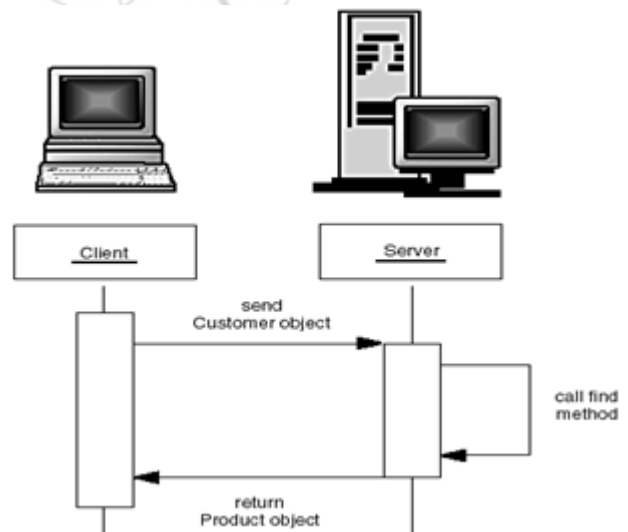 Client
Server
send
Customer object
call find
method
return
Product object